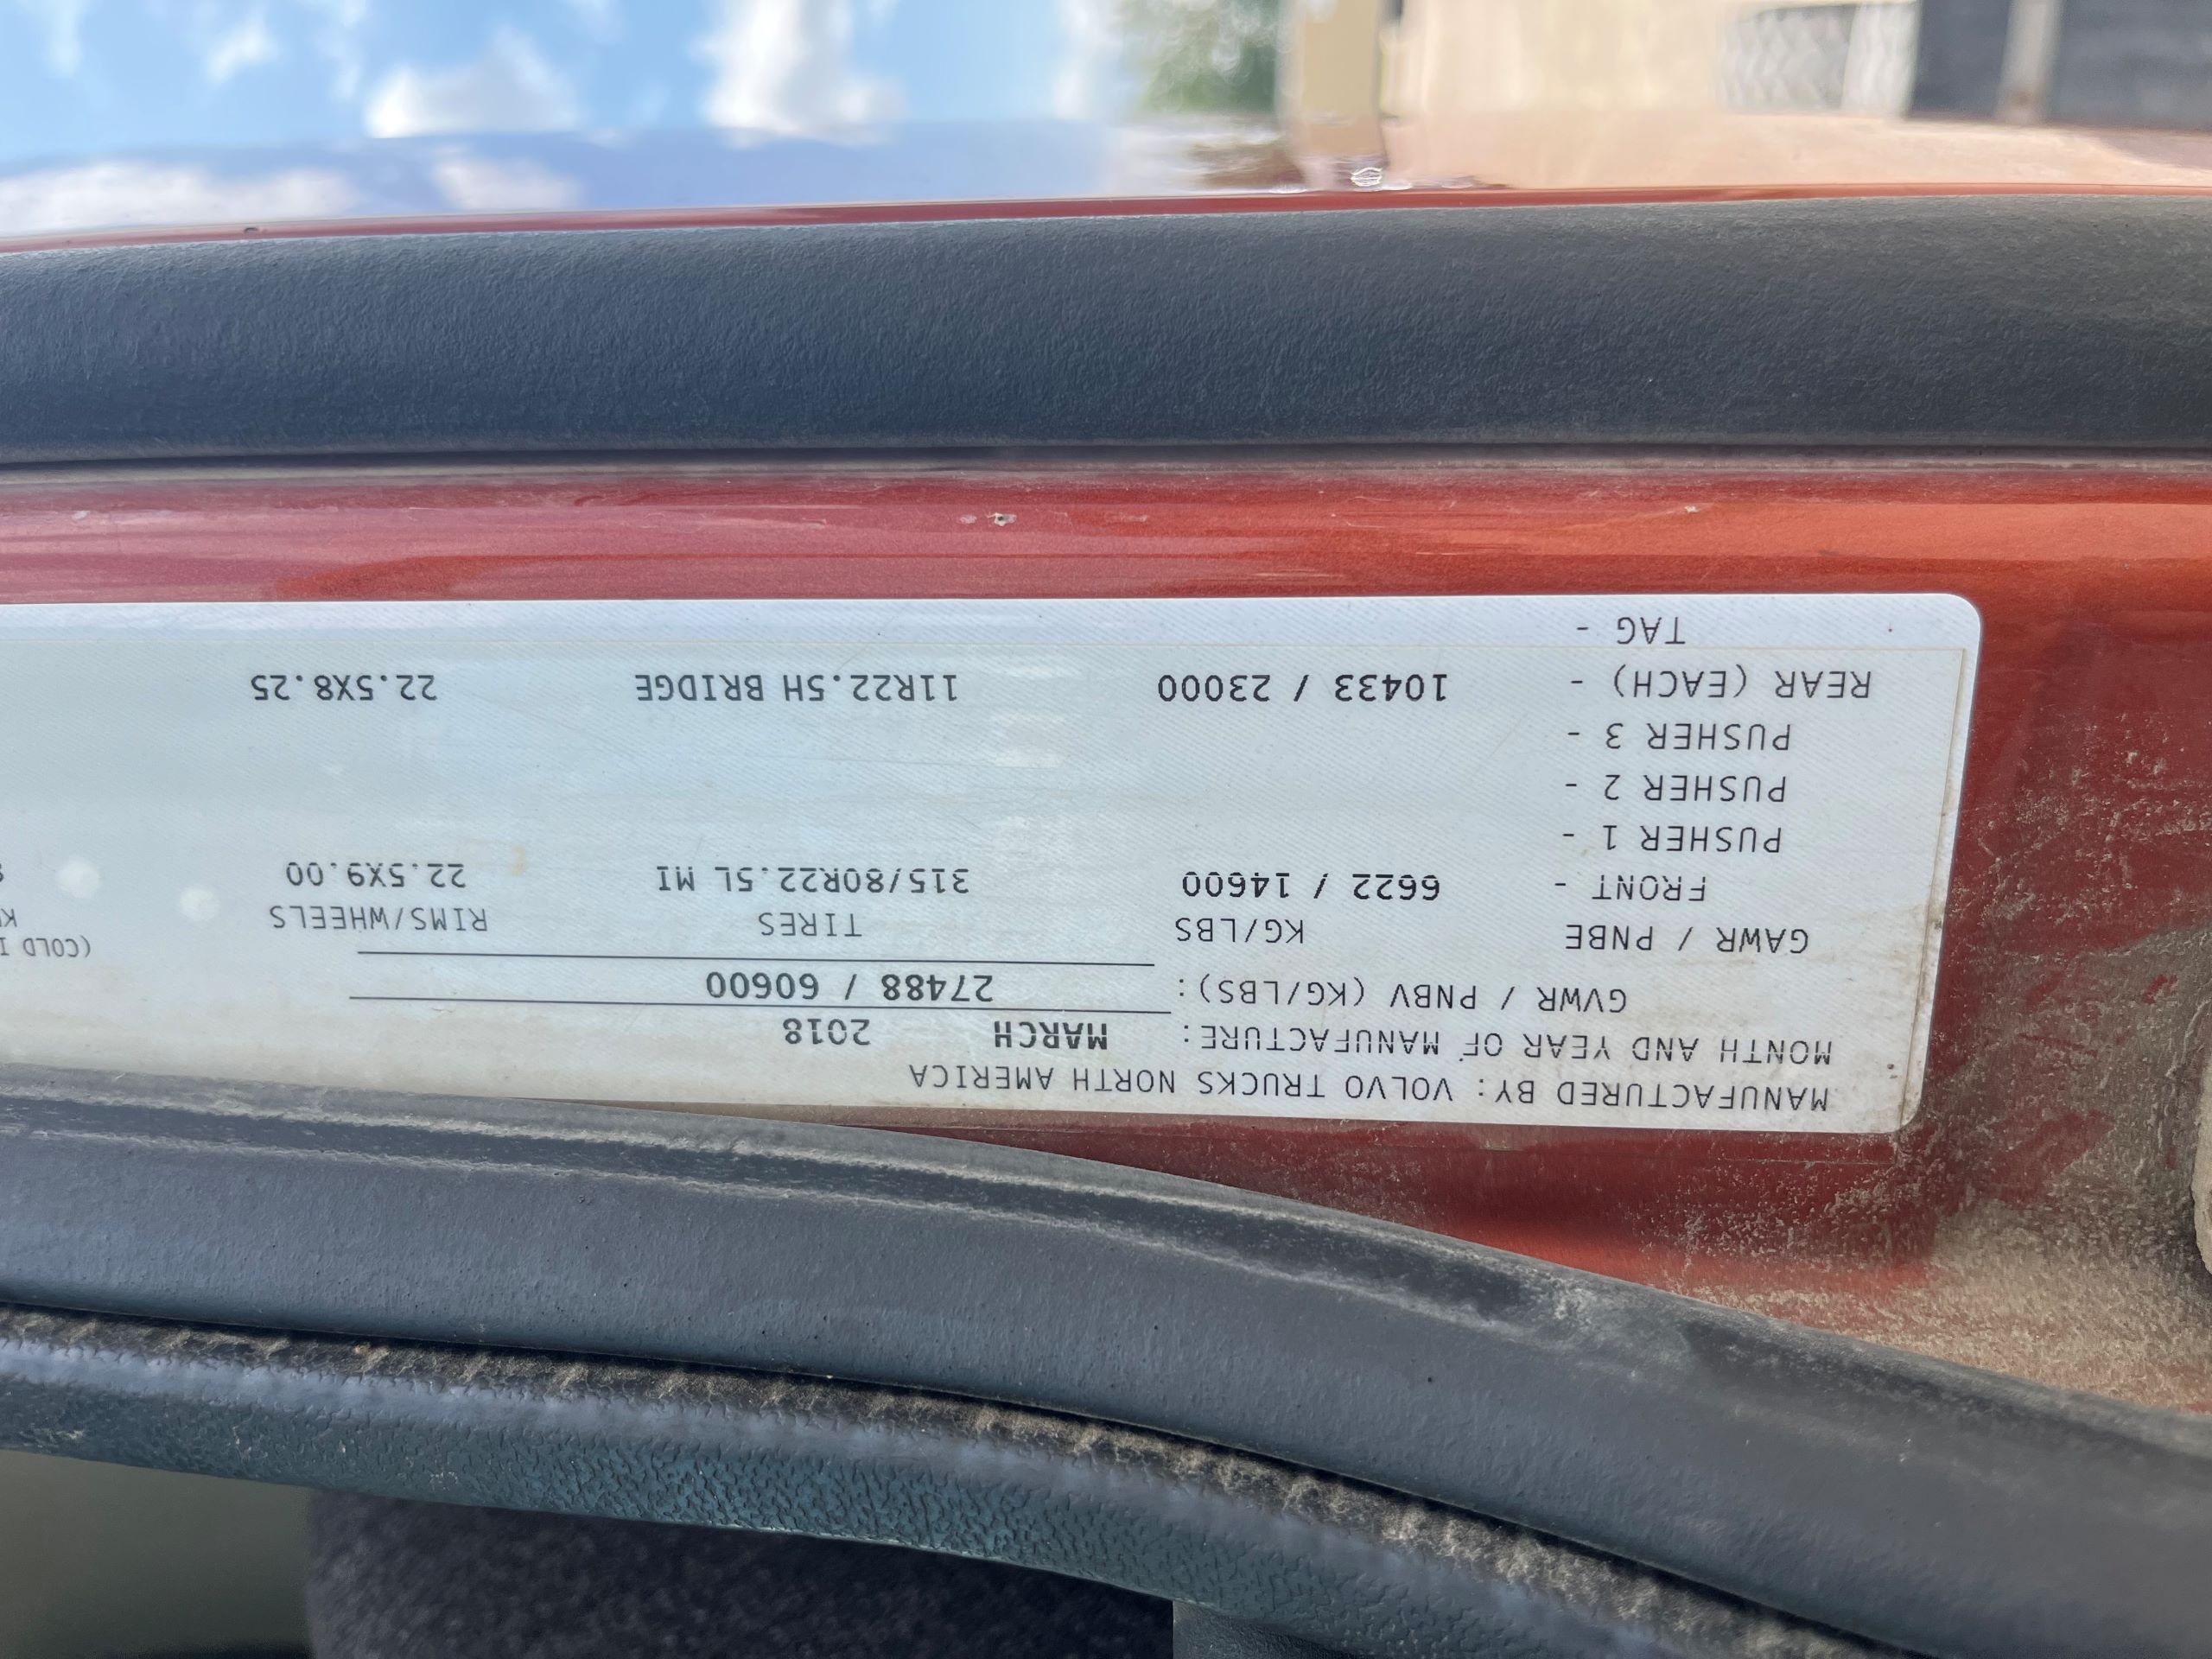 MANUFACTURED BY: VOLVO TRUCKS NORTH AMERICA
MONTH AND YEAR OF MANUFACTURE: MARCH 2018
GVWR / PNBV (KG/LBS): 27488 / 60600
GAWR / PNBE KG/LBS TIRES RIMS/WHEELS (COLD
FRONT - 6622 / 14600 315/80R22.5L MI 22.5X9.00
PUSHER 1 -
PUSHER 2 -
PUSHER 3 -
REAR (EACH) - 10433 / 23000 11R22.5H BRIDGE 22.5X8.25
TAG -